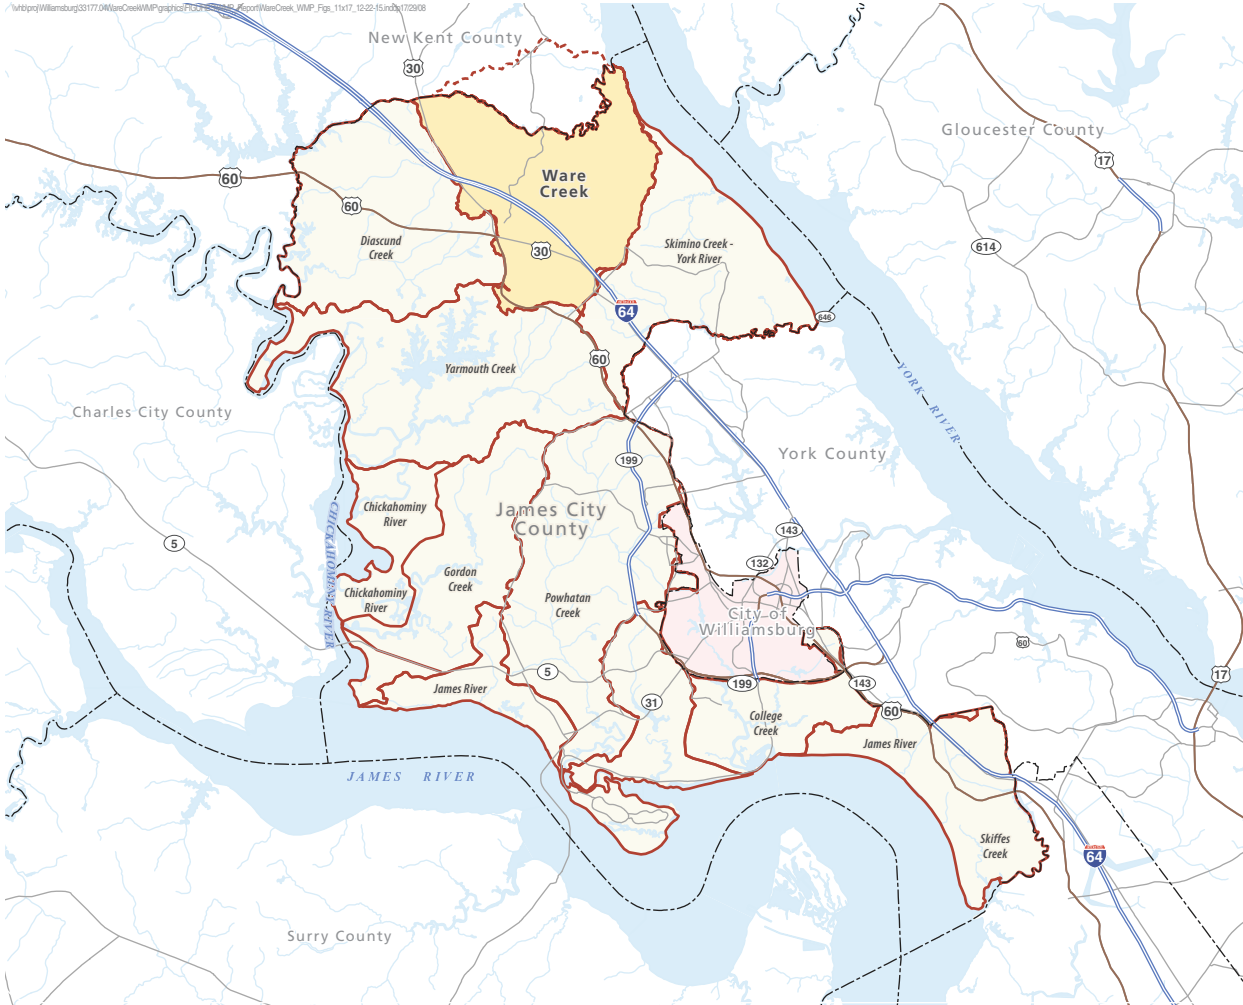 New Kent County
30
Gloucester County
17
Ware
Creek
60
60
614
Diascund
Creek
30
Skimino Creek -
York River
64
646
60
Yarmouth Creek
YORK RIVER
Charles City County
York County
199
Chickahominy
River
James City
County
CHICKAHOMINY RIVER
5
143
132
Gordon
Creek
Chickahominy
River
Powhatan
Creek
City of
Williamsburg
60
5
17
James River
199
143
31
60
College
Creek
James River
JAMES RIVER
Skiffes
Creek
64
Surry County